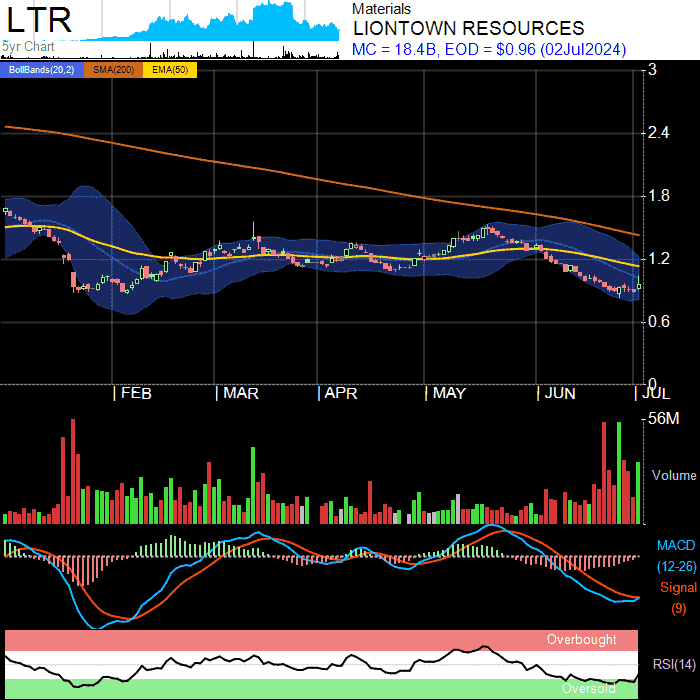 LTR
5yr Chart
Materials
LIONTOWN RESOURCES
MC = 18.4B, EOD = $0.96 (02Jul2024)
BollBands(20,2) SMA(200) EMA(50)
3
2.4
1.8
1.2
0.6
0
FEB MAR APR MAY JUN JUL
56M
Volume
MACD
(12-26)
Signal
(9)
Overbought
RSI(14)
Oversold